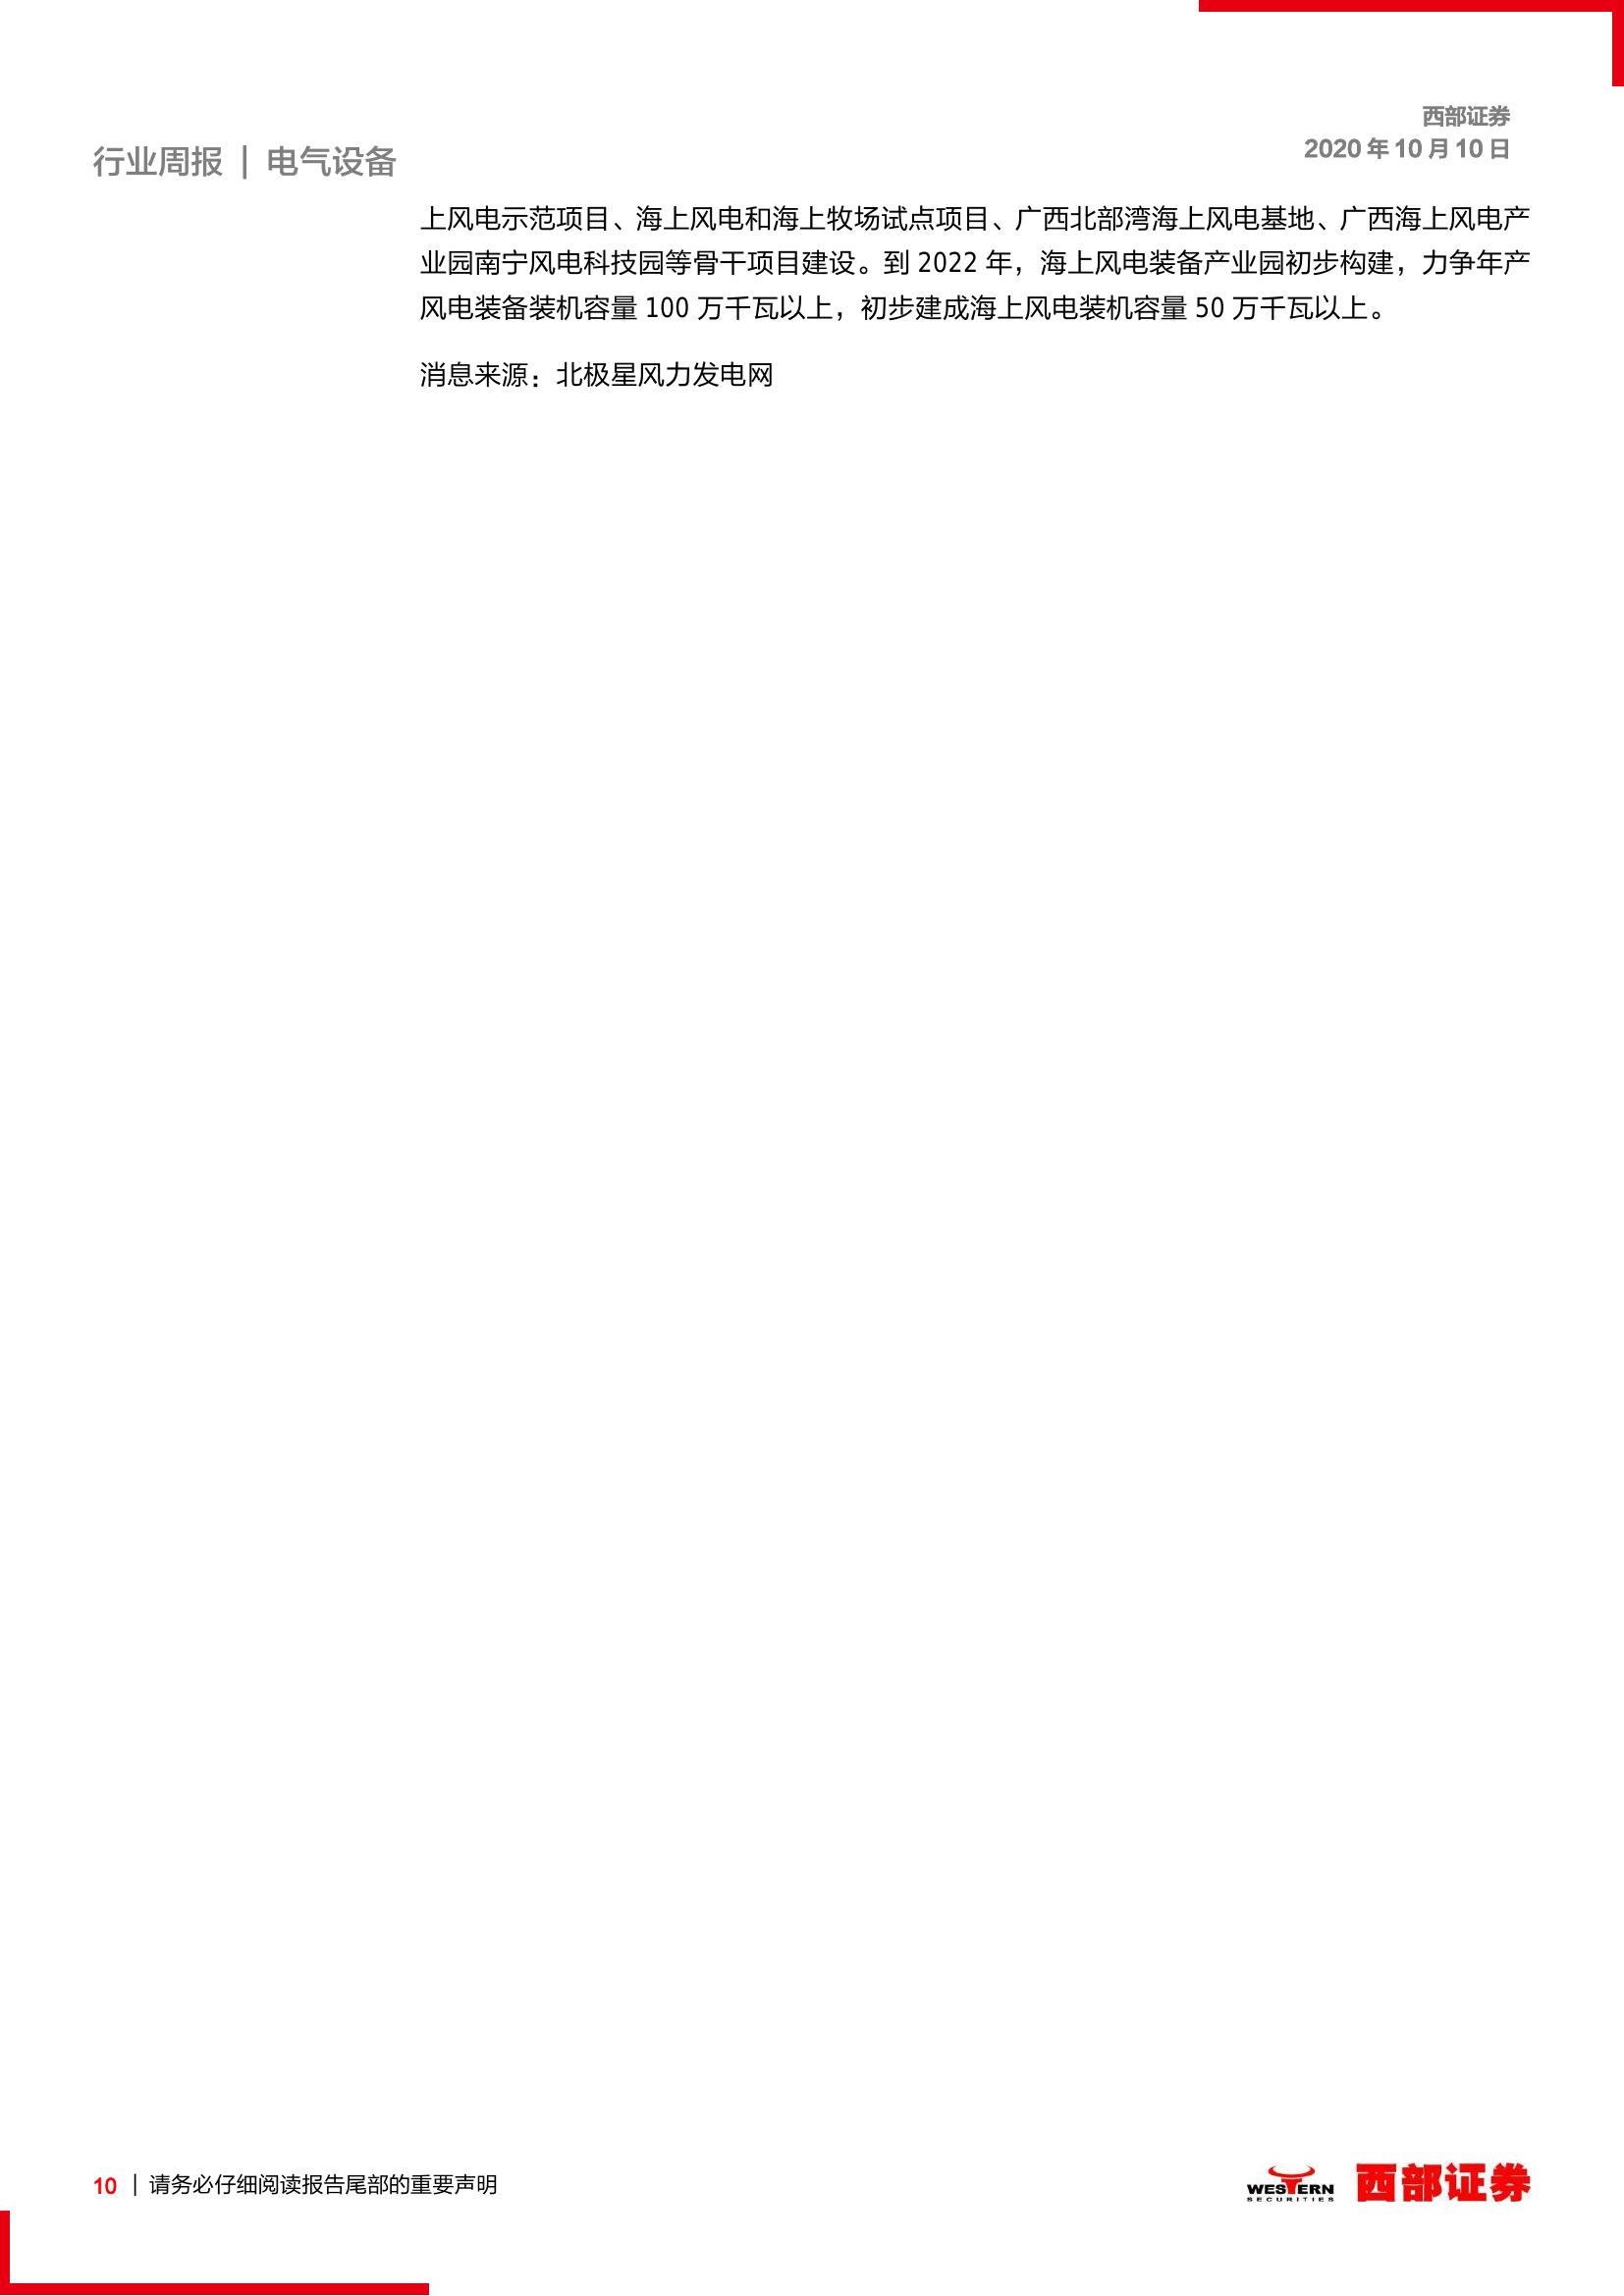 西部证券
2020 年 10 月 10 日
行业周报 | 电气设备
上风电示范项目、海上风电和海上牧场试点项目、广西北部湾海上风电基地、广西海上风电产
业园南宁风电科技园等骨干项目建设。到 2022 年，海上风电装备产业园初步构建，力争年产
风电装备装机容量 100 万千瓦以上，初步建成海上风电装机容量 50 万千瓦以上。
消息来源：北极星风力发电网
10 | 请务必仔细阅读报告尾部的重要声明
WESTERN
SECURITIES
西部证券